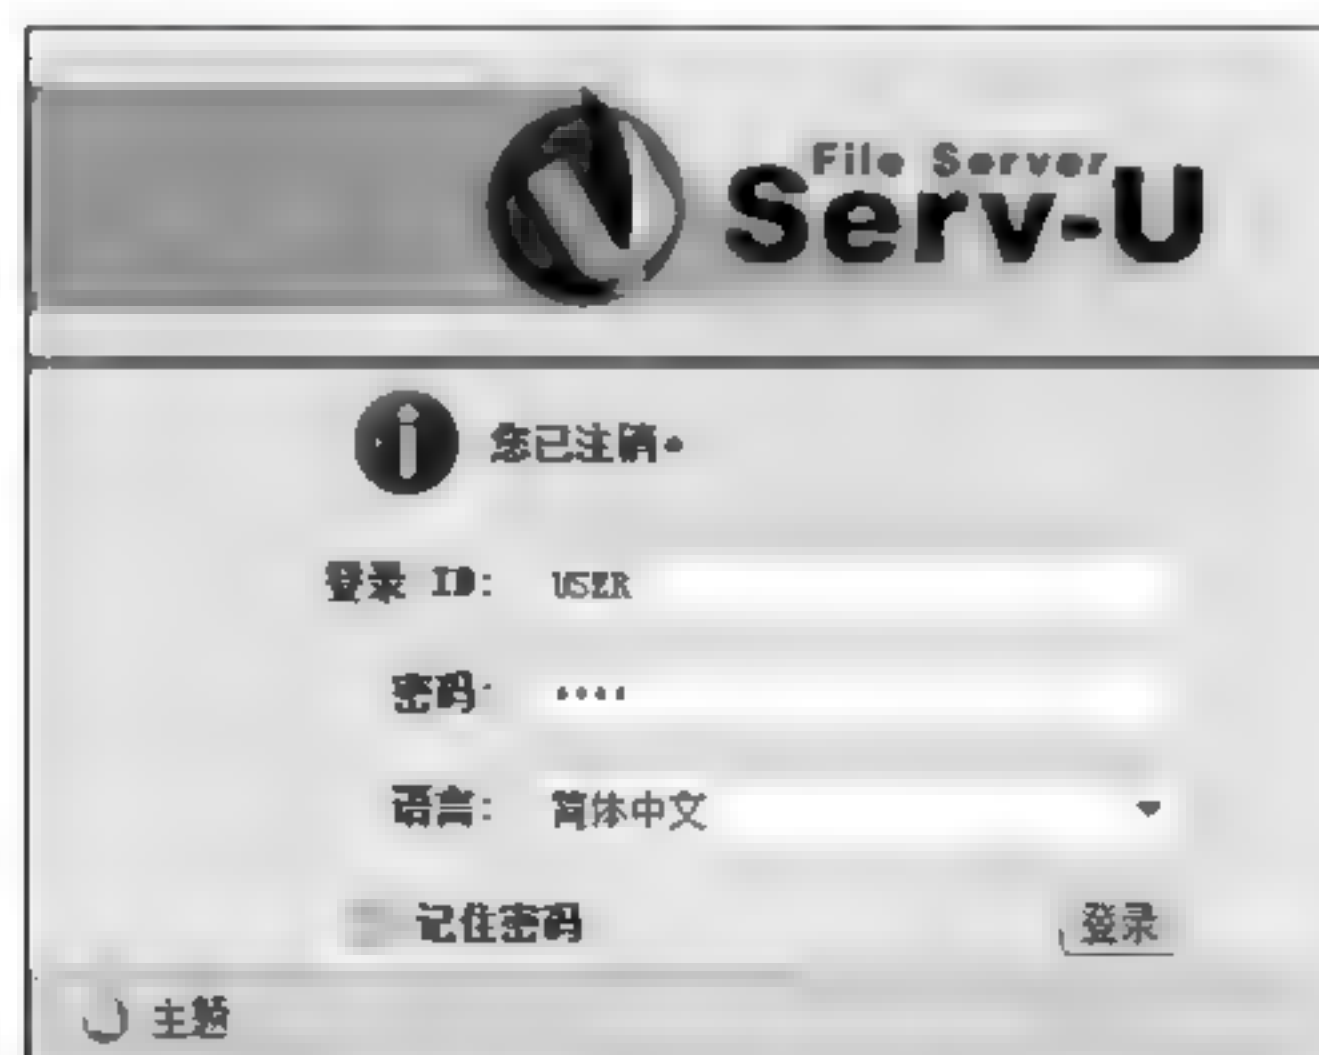 File Server
Serv-U
您已注销。
登录 ID: USER
密码: ••••
语言: 简体中文
记住密码 登录
主题